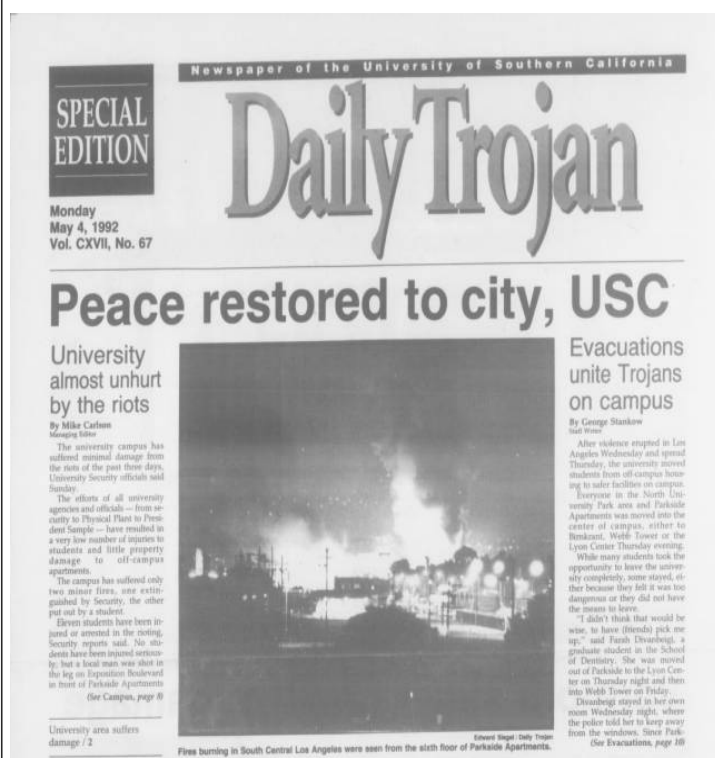 Newspaper of the University of Southern California
SPECIAL
EDITION
Daily Trojan
Monday
May 4, 1992
Vol. CXVII, No. 67
Peace restored to city, USC
University
almost unhurt
by the riots
By Mike Carlson
Managing Editor
The university campus has
suffered minimal damage from
the riots of the past three days,
University Security officials said
Sunday.
The efforts of all university
agencies and officials — from se-
curity to Physical Plant to Presi-
dent Sample — have resulted in
a very low number of injuries to
students and little property
damage to off-campus
apartments.
The campus has suffered only
two minor fires, one extin-
guished by Security, the other
put out by a student.
Eleven students have been in-
jured or arrested in the rioting,
Security reports said. No stu-
dents have been injured serious-
ly, but a local man was shot in
the leg on Exposition Boulevard
in front of Parkside Apartments
(See Campus, page 8)
University area suffers
damage / 2
Edward Siegel / Daily Trojan
Fires burning in South Central Los Angeles were seen from the sixth floor of Parkside Apartments.
Evacuations
unite Trojans
on campus
By George Stankow
Staff Writer
After violence erupted in Los
Angeles Wednesday and spread
Thursday, the university moved
students from off-campus hous-
ing to safer facilities on campus.
Everyone in the North Uni-
versity Park area and Parkside
Apartments was moved into the
center of campus, either to
Birnkrant, Webb Tower or the
Lyon Center Thursday evening.
While many students took the
opportunity to leave the univer-
sity completely, some stayed, ei-
ther because they felt it was too
dangerous or they did not have
the means to leave.
"I didn't think that would be
wise, to have (friends) pick me
up," said Farah Divanbeigi, a
graduate student in the School
of Dentistry. She was moved
out of Parkside to the Lyon Cen-
ter on Thursday night and then
into Webb Tower on Friday.
Divanbeigi stayed in her own
room Wednesday night, where
the police told her to keep away
from the windows. Since Park-
(See Evacuations, page 10)